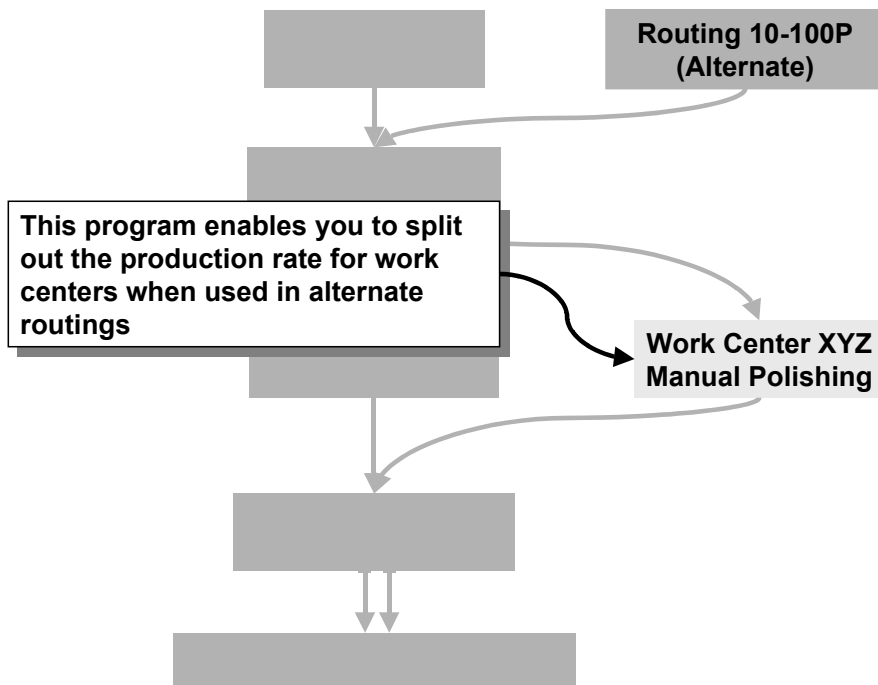 Routing 10-100P
(Alternate)
This program enables you to split
out the production rate for work
centers when used in alternate
routings
Work Center XYZ
Manual Polishing